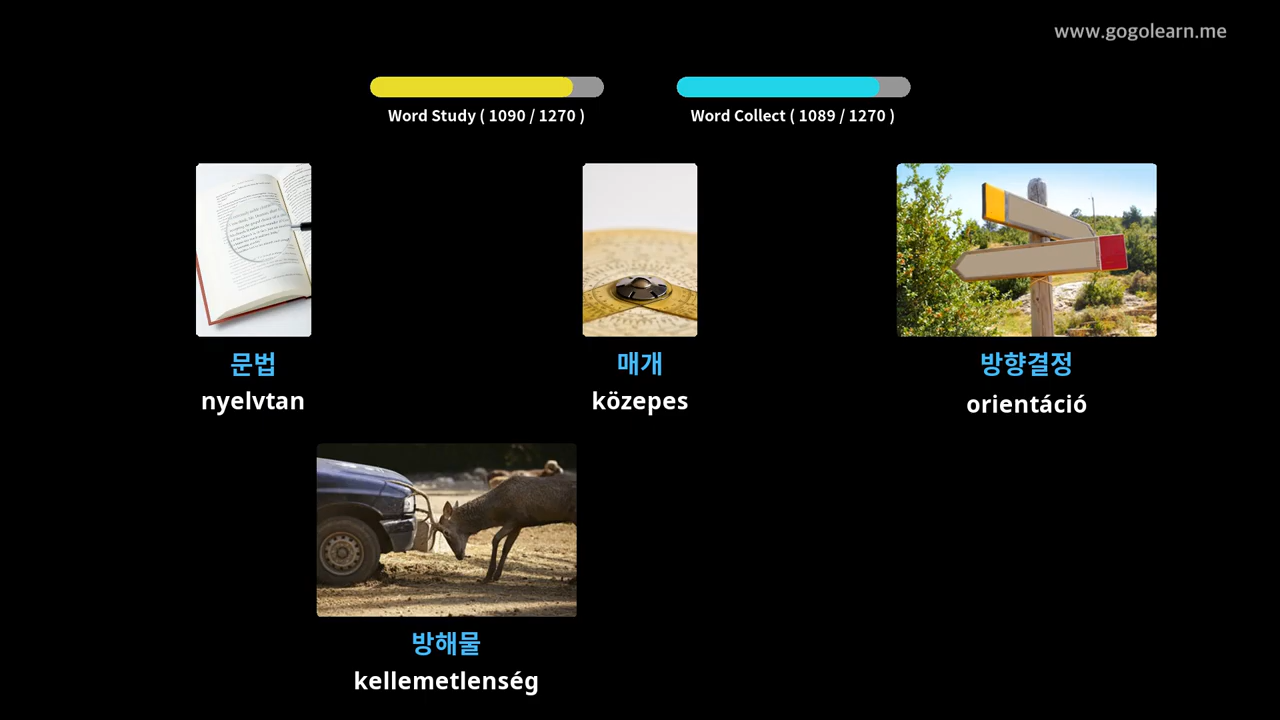 www.gogolearn.me
Word Study ( 1090 / 1270 )
Word Collect ( 1089 / 1270 )
문법
nyelvtan
매개
közepes
방향결정
orientáció
방해물
kellemetlenség